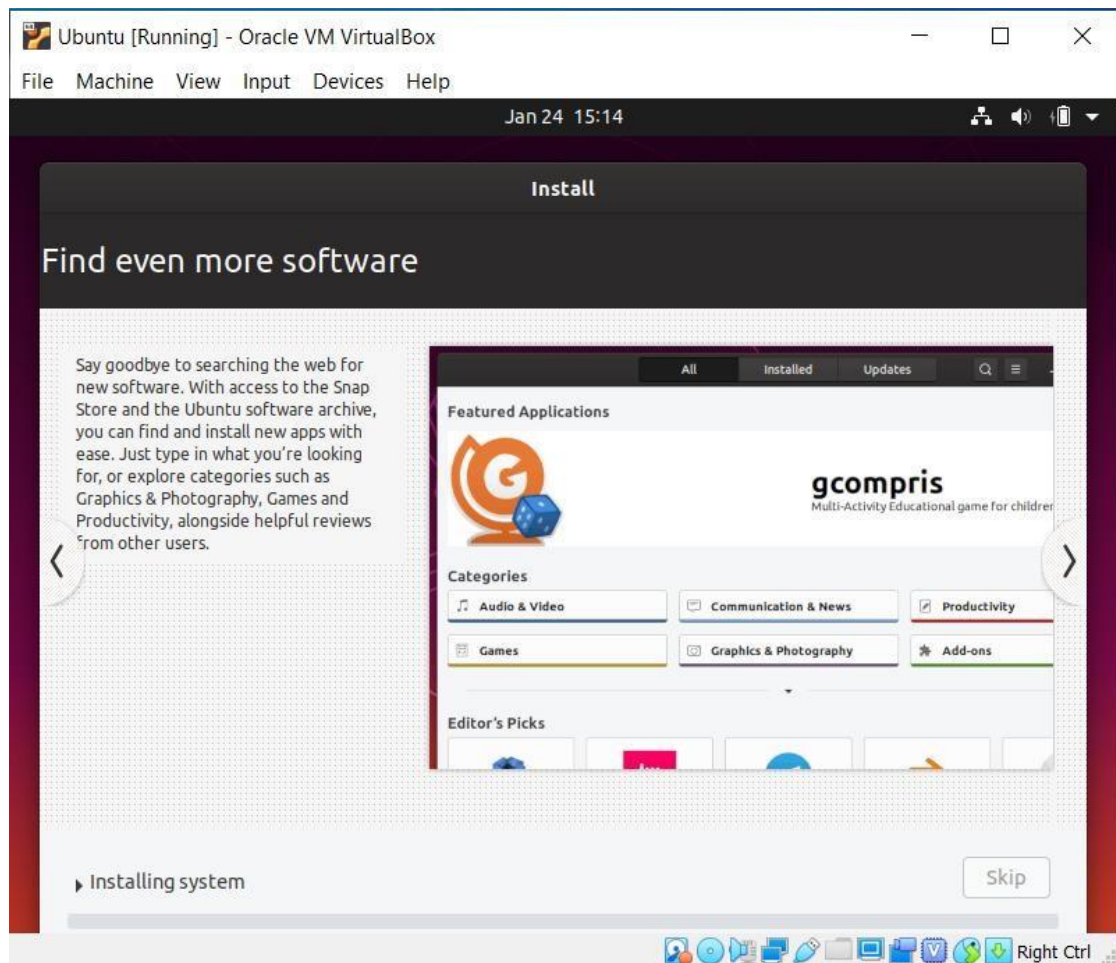 Ubuntu [Running] - Oracle VM VirtualBox
File Machine View Input Devices Help
Jan 24 15:14
Install
Find even more software
Say goodbye to searching the web for
new software. With access to the Snap
Store and the Ubuntu software archive,
you can find and install new apps with
ease. Just type in what you're looking
for, or explore categories such as
Graphics & Photography, Games and
Productivity, alongside helpful reviews
from other users.
All Installed Updates
Featured Applications
G
gcompris
Multi-Activity Educational game for children
Categories
Audio & Video Communication & News Productivity
Games Graphics & Photography Add-ons
Editor's Picks
Installing system
Skip
Right Ctrl